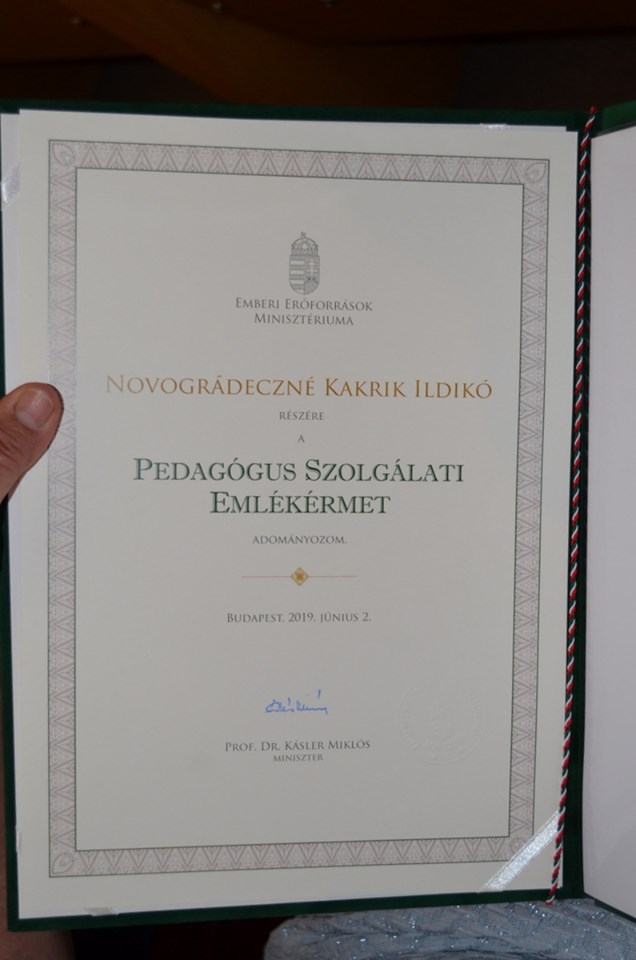 Emberi Erőforrások
Minisztériuma
Novográdeczné Kakrik Ildikó
részére
a
Pedagógus Szolgálati
Emlékérmet
adományozom.
Budapest, 2019. június 2.
Prof. Dr. Kásler Miklós
miniszter